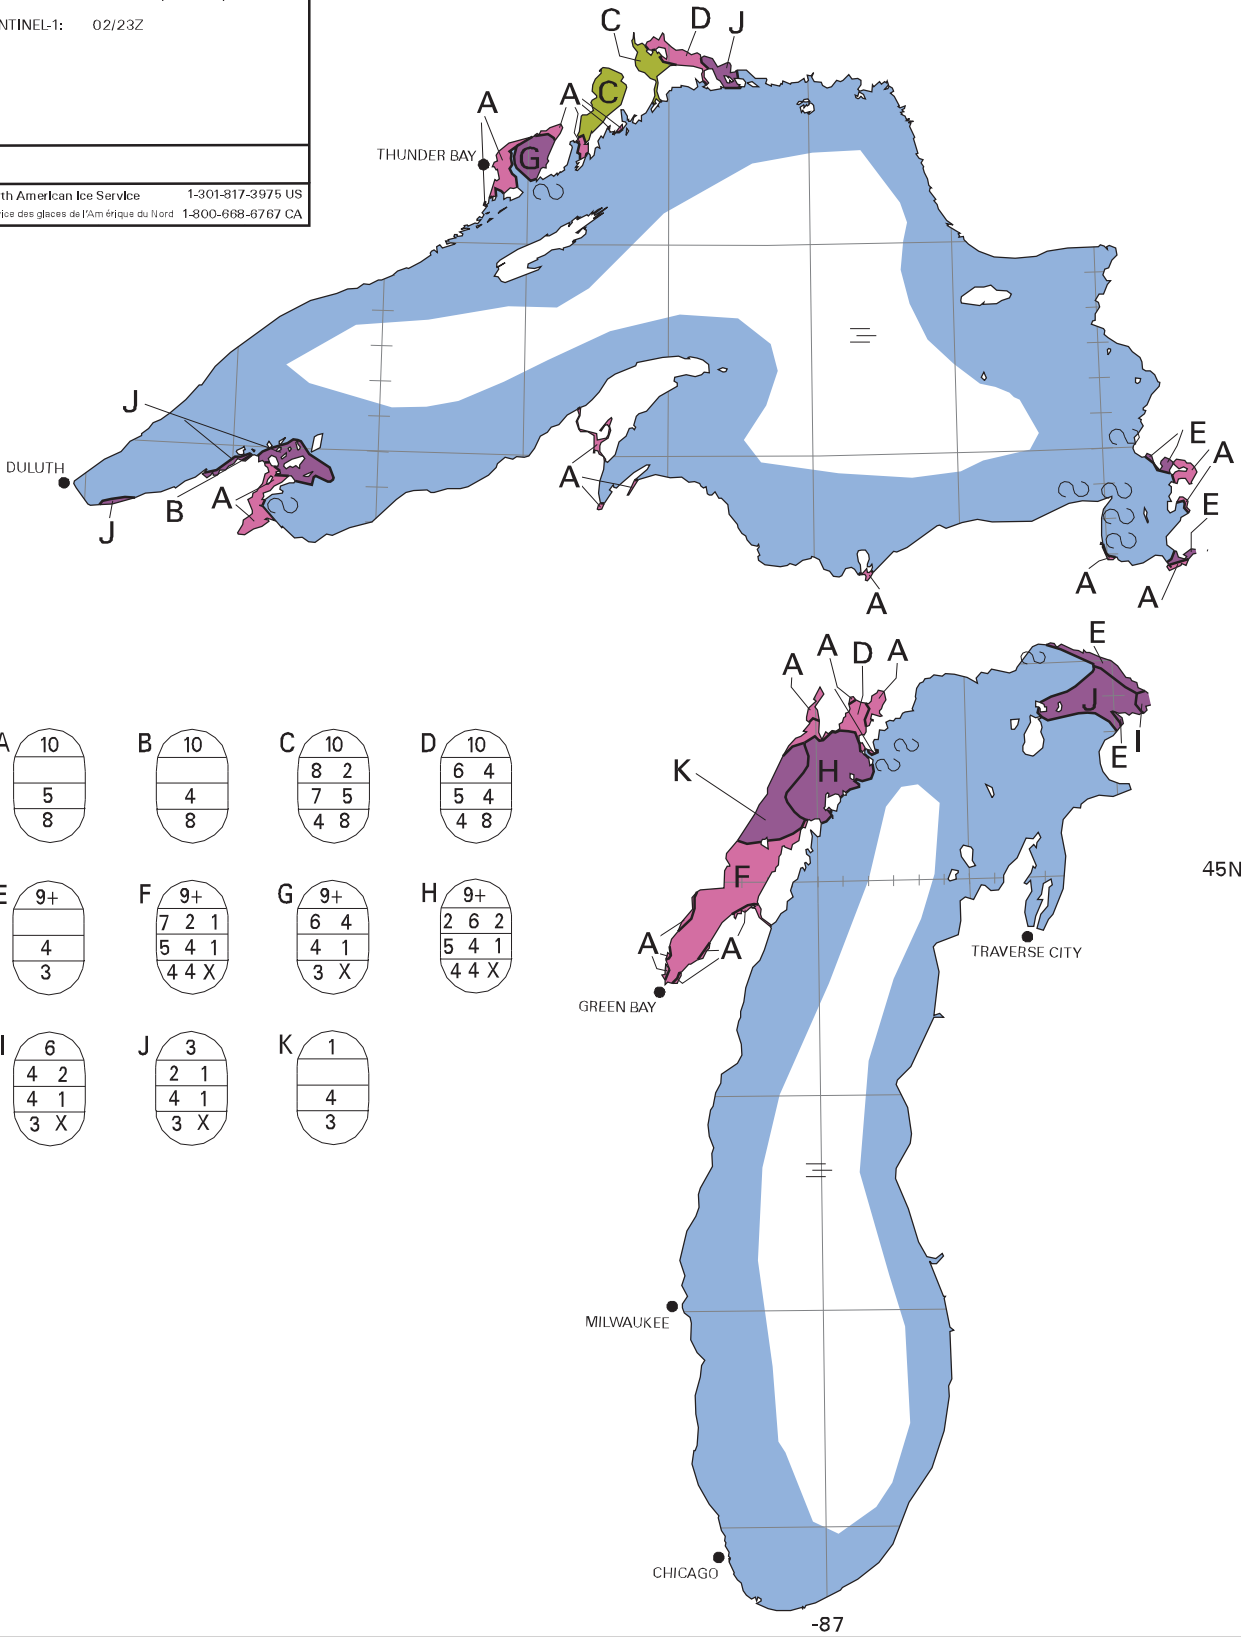 NTINEL-1: 02/23Z
th American Ice Service 1-301-817-3975 US
ice des glaces de l'Amérique du Nord 1-800-668-6767 CA
C D J
A A C
THUNDER BAY G
J
DULUTH
J B A
A
E
A
E
A
A
A
E
A A D A
J
K H
E I
F
45N
A A
TRAVERSE CITY
GREEN BAY
MILWAUKEE
CHICAGO
-87
A 10
5
8
B 10
4
8
C 10
8 2
7 5
4 8
D 10
6 4
5 4
4 8
E 9+
4
3
F 9+
7 2 1
5 4 1
4 4 X
G 9+
6 4
4 1
3 X
H 9+
2 6 2
5 4 1
4 4 X
I 6
4 2
4 1
3 X
J 3
2 1
4 1
3 X
K 1
4
3